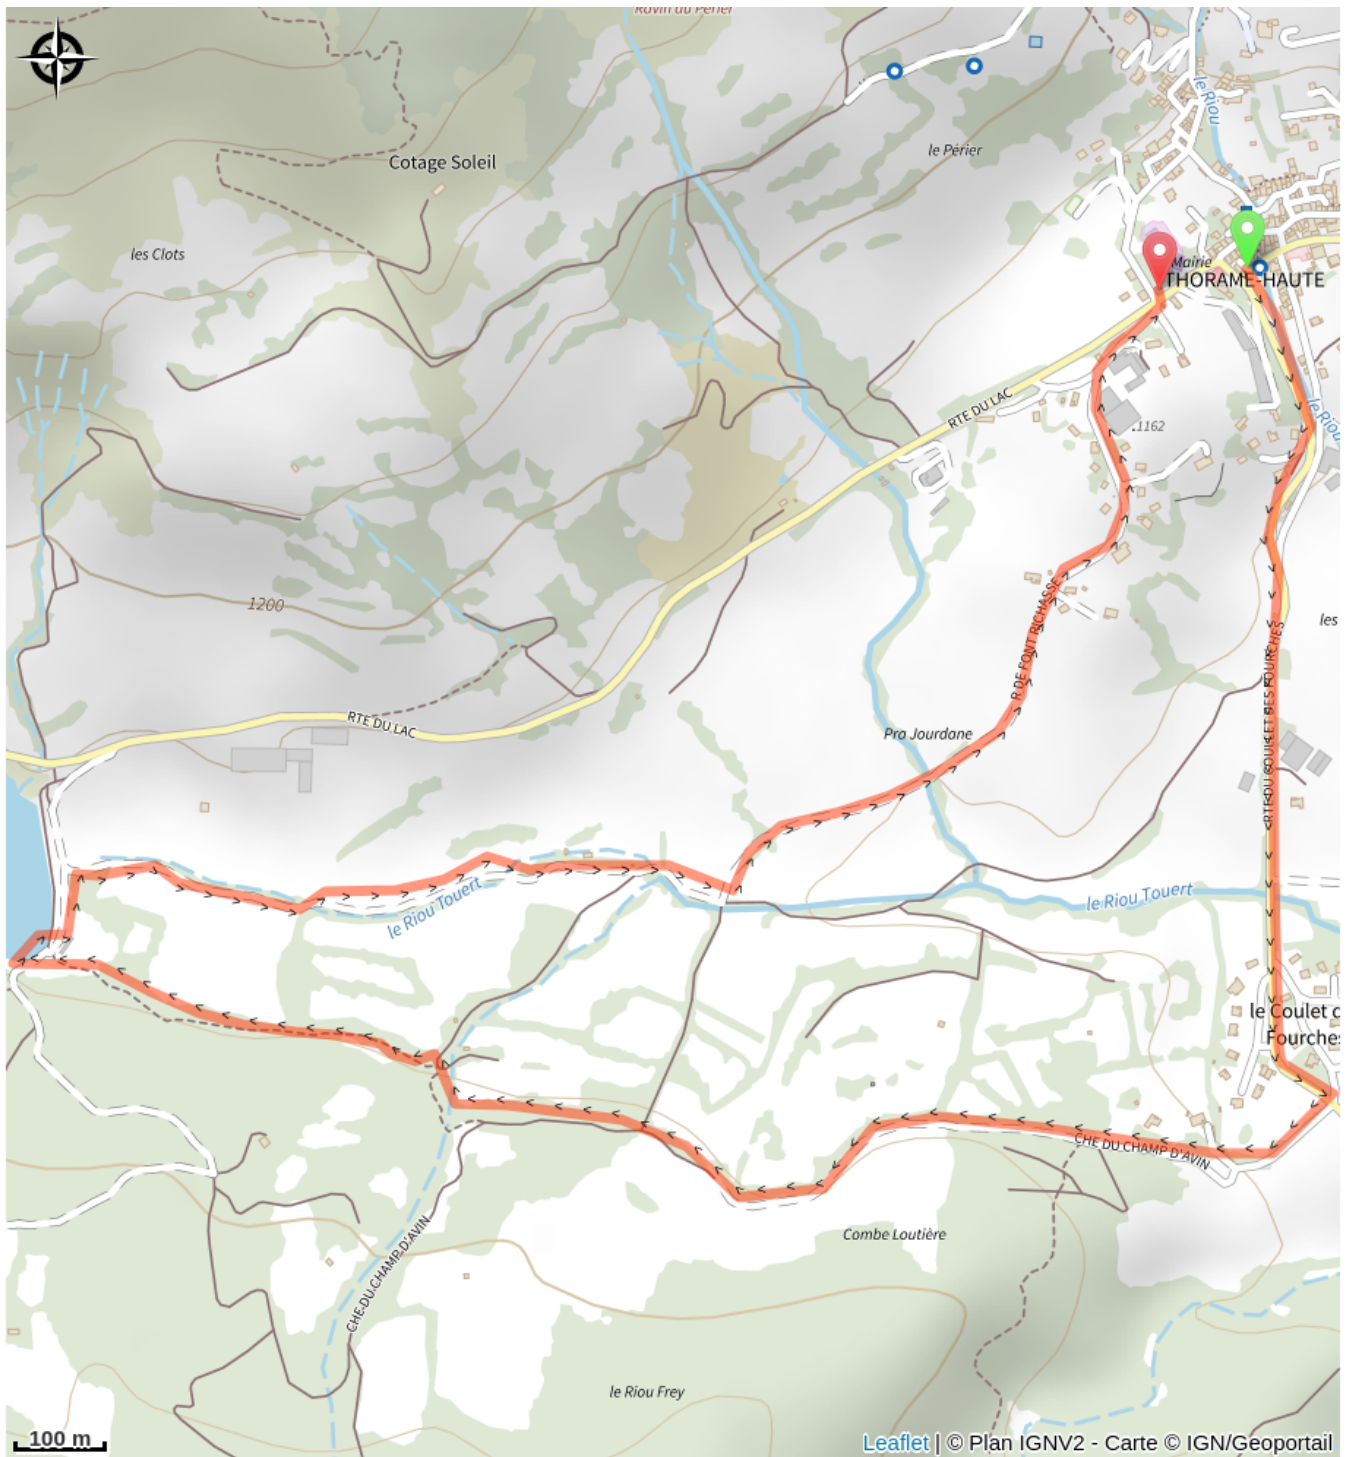 Ravin du Périer
le Riou
le Périer
Cotage Soleil
les Clots
Mairie
THORAME-HAUTE
RTE DU LAC
le Riou
.1162
1200
R DE FONT RICHASSE
les
RTE DU COULET DES FOURCHES
RTE DU LAC
Pra Jourdane
le Riou Touert
le Riou Touert
le Coulet d
Fourches
CHE DU CHAMP D'AVIN
Combe Loutière
CHE DU CHAMP D'AVIN
le Riou Frey
100 m
Leaflet | © Plan IGNV2 - Carte © IGN/Geoportail